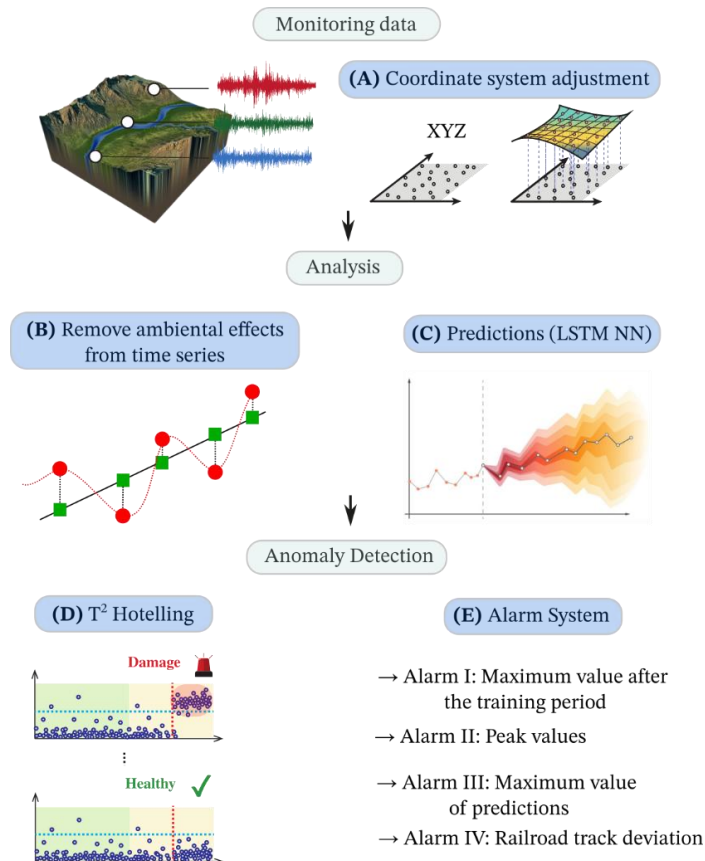 Monitoring data
(A) Coordinate system adjustment
XYZ
Analysis
(B) Remove ambiental effects
from time series
(C) Predictions (LSTM NN)
Anomaly Detection
(D) T² Hotelling
Damage
...
Healthy
(E) Alarm System
→ Alarm I: Maximum value after
the training period
→ Alarm II: Peak values
→ Alarm III: Maximum value
of predictions
→ Alarm IV: Railroad track deviation